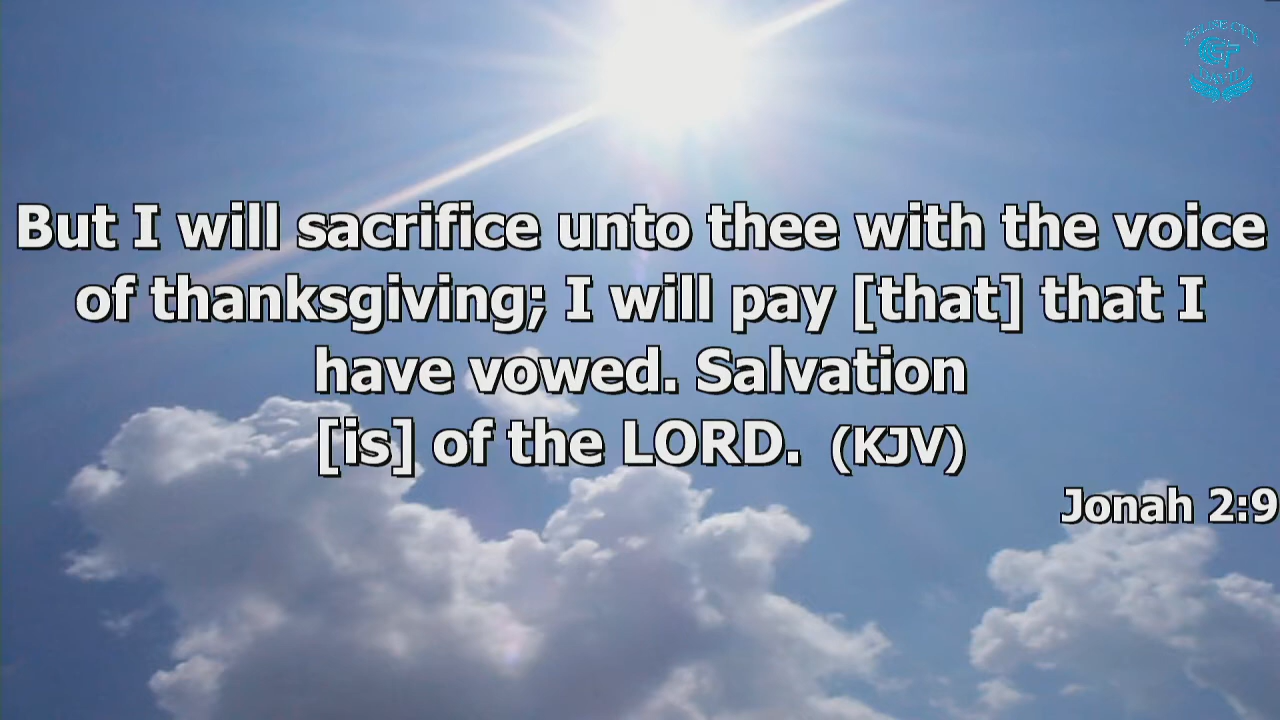 But I will sacrifice unto thee with the voice
of thanksgiving; I will pay [that] that I
have vowed. Salvation
[is] of the LORD. (KJV)
Jonah 2:9